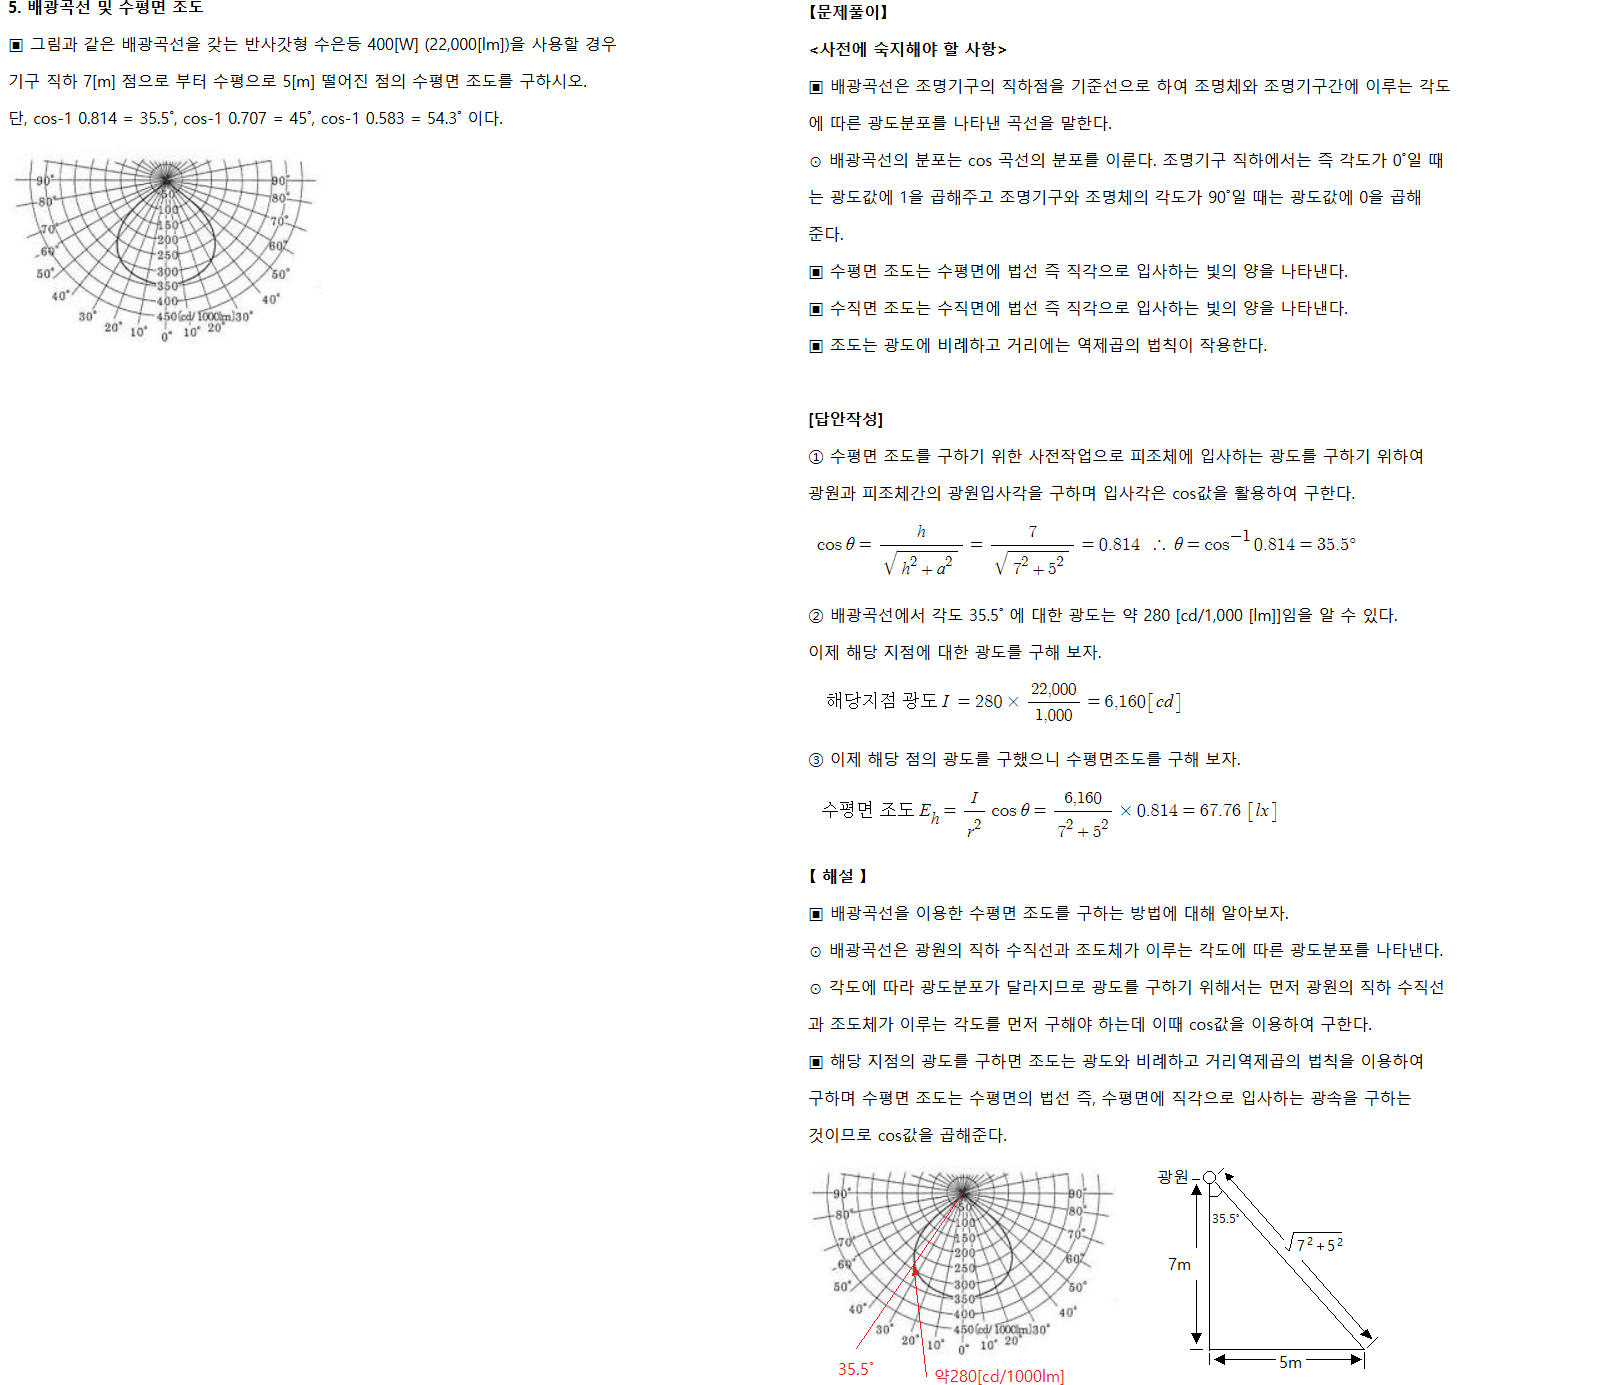 5. 배광곡선 및 수평면 조도
▣ 그림과 같은 배광곡선을 갖는 반사갓형 수은등 400[W] (22,000[lm])을 사용할 경우
기구 직하 7[m] 점으로 부터 수평으로 5[m] 떨어진 점의 수평면 조도를 구하시오.
단, cos-1 0.814 = 35.5˚, cos-1 0.707 = 45˚, cos-1 0.583 = 54.3˚ 이다.
90° 90°
80° 80°
70° 70°
60° 60°
50° 50°
40° 40°
30° 20° 10° 0° 10° 20° 30°
50
100
150
200
250
300
350
400
450[cd/1000lm]
【문제풀이】
<사전에 숙지해야 할 사항>
▣ 배광곡선은 조명기구의 직하점을 기준선으로 하여 조명체와 조명기구간에 이루는 각도
에 따른 광도분포를 나타낸 곡선을 말한다.
⊙ 배광곡선의 분포는 cos 곡선의 분포를 이룬다. 조명기구 직하에서는 즉 각도가 0˚일 때
는 광도값에 1을 곱해주고 조명기구와 조명체의 각도가 90˚일 때는 광도값에 0을 곱해
준다.
▣ 수평면 조도는 수평면에 법선 즉 직각으로 입사하는 빛의 양을 나타낸다.
▣ 수직면 조도는 수직면에 법선 즉 직각으로 입사하는 빛의 양을 나타낸다.
▣ 조도는 광도에 비례하고 거리에는 역제곱의 법칙이 작용한다.
[답안작성]
① 수평면 조도를 구하기 위한 사전작업으로 피조체에 입사하는 광도를 구하기 위하여
광원과 피조체간의 광원입사각을 구하며 입사각은 cos값을 활용하여 구한다.
cos θ = h / √(h² + a²) = 7 / √(7² + 5²) = 0.814 ∴ θ = cos⁻¹ 0.814 = 35.5°
② 배광곡선에서 각도 35.5˚ 에 대한 광도는 약 280 [cd/1,000 [lm]]임을 알 수 있다.
이제 해당 지점에 대한 광도를 구해 보자.
해당지점 광도 I = 280 × 22,000 / 1,000 = 6,160[cd]
③ 이제 해당 점의 광도를 구했으니 수평면조도를 구해 보자.
수평면 조도 Eh = I / r² cos θ = 6,160 / (7² + 5²) × 0.814 = 67.76 [lx]
【 해설 】
▣ 배광곡선을 이용한 수평면 조도를 구하는 방법에 대해 알아보자.
⊙ 배광곡선은 광원의 직하 수직선과 조도체가 이루는 각도에 따른 광도분포를 나타낸다.
⊙ 각도에 따라 광도분포가 달라지므로 광도를 구하기 위해서는 먼저 광원의 직하 수직선
과 조도체가 이루는 각도를 먼저 구해야 하는데 이때 cos값을 이용하여 구한다.
▣ 해당 지점의 광도를 구하면 조도는 광도와 비례하고 거리역제곱의 법칙을 이용하여
구하며 수평면 조도는 수평면의 법선 즉, 수평면에 직각으로 입사하는 광속을 구하는
것이므로 cos값을 곱해준다.
90° 90°
80° 80°
70° 70°
60° 60°
50° 50°
40° 40°
30° 20° 10° 0° 10° 20° 30°
50
100
150
200
250
300
350
400
450[cd/1000lm]
35.5˚
약280[cd/1000lm]
광원
35.5˚
√(7² + 5²)
7m
5m